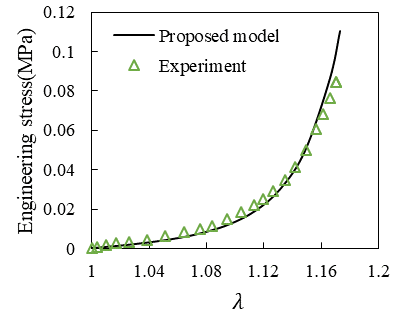 0.12
0.1
0.08
0.06
0.04
0.02
0
Engineering stress(MPa)
Proposed model
Experiment
1 1.04 1.08 1.12 1.16 1.2
λ